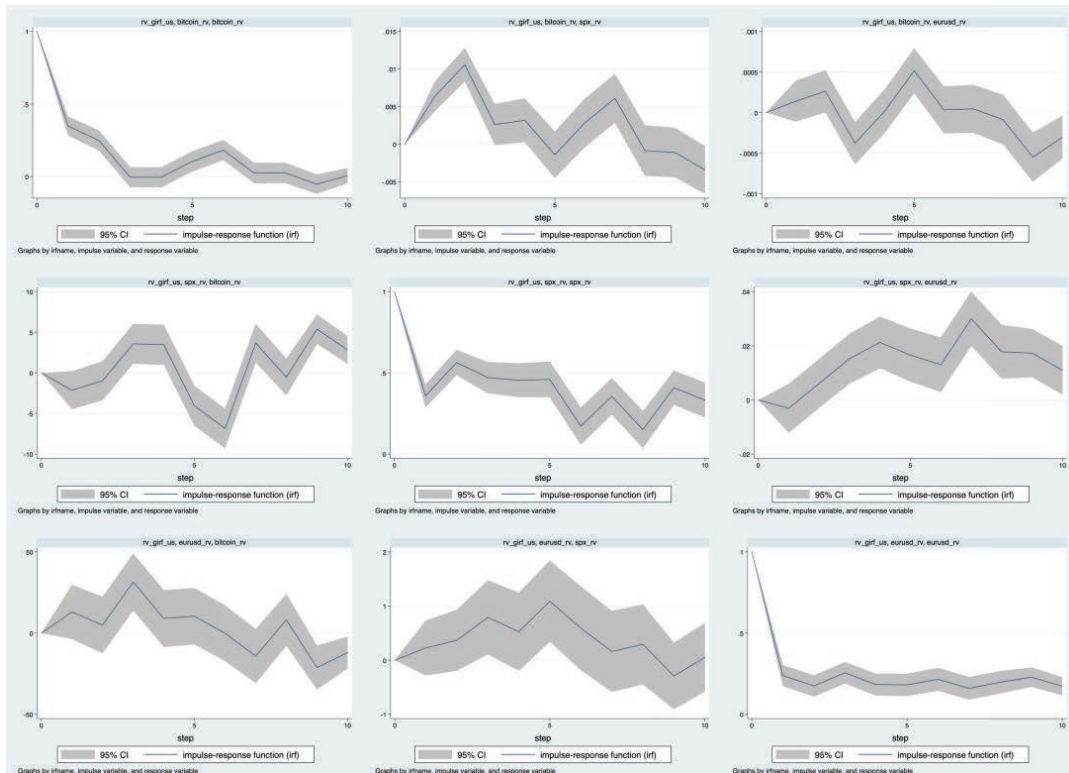 rv_girf_us, bitcoin_rv, bitcoin_rv
1
.5
0
0
5
10
step
95% CI
impulse-response function (irf)
Graphs by irfname, impulse variable, and response variable
rv_girf_us, bitcoin_rv, spx_rv
.015
.01
.005
0
-.005
0
5
10
step
95% CI
impulse-response function (irf)
Graphs by irfname, impulse variable, and response variable
rv_girf_us, bitcoin_rv, eurusd_rv
.001
.0005
0
-.0005
-.001
0
5
10
step
95% CI
impulse-response function (irf)
Graphs by irfname, impulse variable, and response variable
rv_girf_us, spx_rv, bitcoin_rv
10
5
0
-5
-10
0
5
10
step
95% CI
impulse-response function (irf)
Graphs by irfname, impulse variable, and response variable
rv_girf_us, spx_rv, spx_rv
1
.5
0
0
5
10
step
95% CI
impulse-response function (irf)
Graphs by irfname, impulse variable, and response variable
rv_girf_us, spx_rv, eurusd_rv
.04
.02
0
-.02
0
5
10
step
95% CI
impulse-response function (irf)
Graphs by irfname, impulse variable, and response variable
rv_girf_us, eurusd_rv, bitcoin_rv
50
0
-50
0
5
10
step
95% CI
impulse-response function (irf)
Graphs by irfname, impulse variable, and response variable
rv_girf_us, eurusd_rv, spx_rv
2
1
0
-1
0
5
10
step
95% CI
impulse-response function (irf)
Graphs by irfname, impulse variable, and response variable
rv_girf_us, eurusd_rv, eurusd_rv
1
.5
0
0
5
10
step
95% CI
impulse-response function (irf)
Graphs by irfname, impulse variable, and response variable